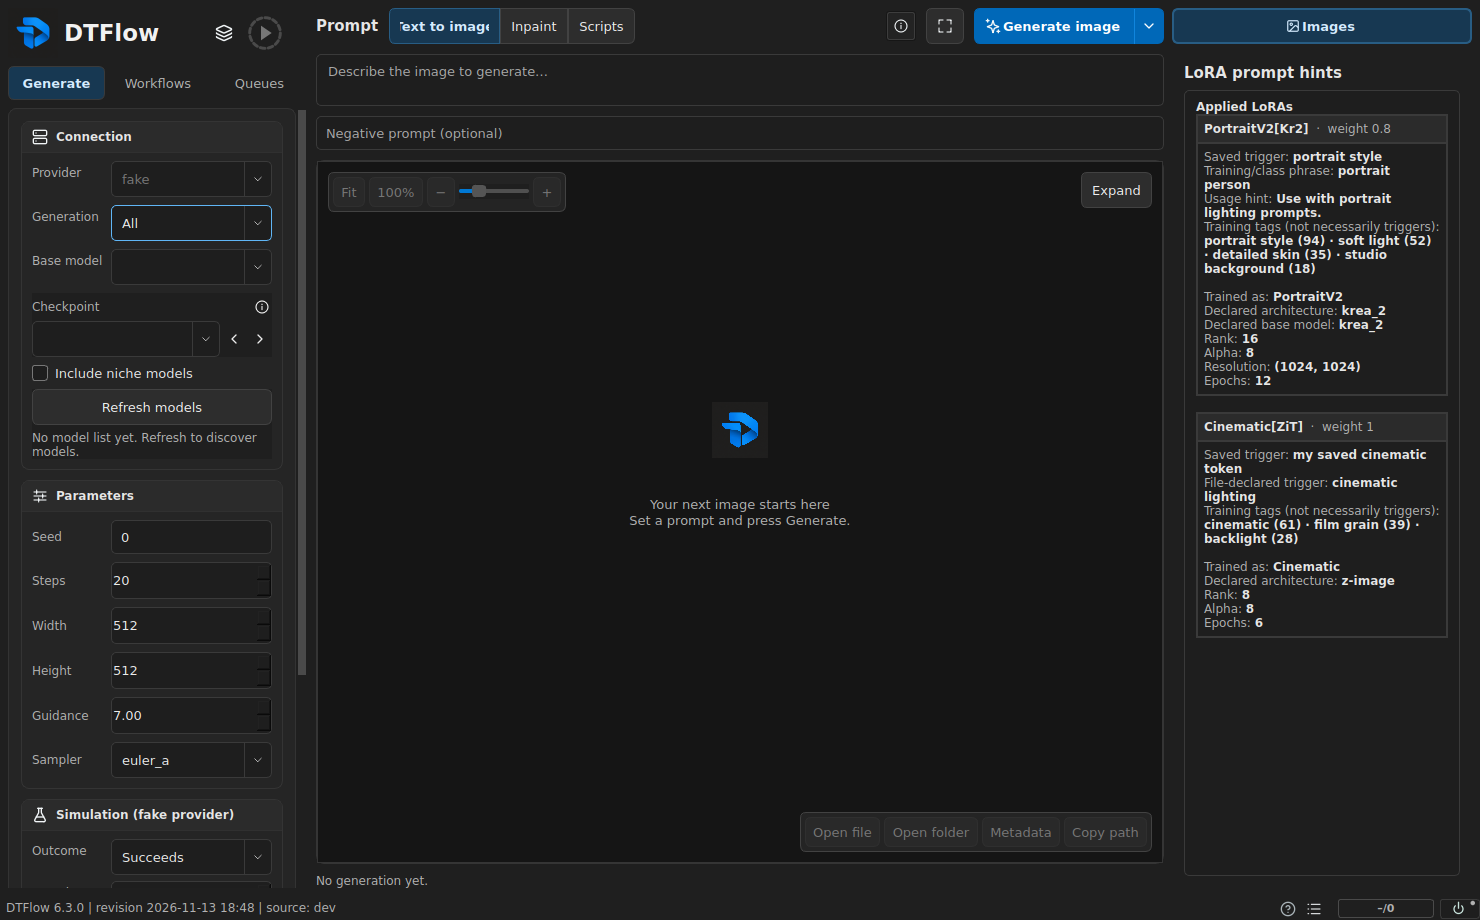 DTFlow
Generate
Workflows
Queues
Connection
Provider
fake
Generation
All
Base model
Checkpoint
Include niche models
Refresh models
No model list yet. Refresh to discover
models.
Parameters
Seed
0
Steps
20
Width
512
Height
512
Guidance
7.00
Sampler
euler_a
Simulation (fake provider)
Outcome
Succeeds
Prompt
Text to image
Inpaint
Scripts
Generate image
Describe the image to generate...
Negative prompt (optional)
Fit
100%
−
+
Expand
Your next image starts here
Set a prompt and press Generate.
Open file
Open folder
Metadata
Copy path
No generation yet.
Images
LoRA prompt hints
Applied LoRAs
PortraitV2[Kr2] · weight 0.8
Saved trigger: portrait style
Training/class phrase: portrait
person
Usage hint: Use with portrait
lighting prompts.
Training tags (not necessarily triggers):
portrait style (94) · soft light (52)
· detailed skin (35) · studio
background (18)
Trained as: PortraitV2
Declared architecture: krea_2
Declared base model: krea_2
Rank: 16
Alpha: 8
Resolution: (1024, 1024)
Epochs: 12
Cinematic[ZiT] · weight 1
Saved trigger: my saved cinematic
token
File-declared trigger: cinematic
lighting
Training tags (not necessarily triggers):
cinematic (61) · film grain (39) ·
backlight (28)
Trained as: Cinematic
Declared architecture: z-image
Rank: 8
Alpha: 8
Epochs: 6
DTFlow 6.3.0 | revision 2026-11-13 18:48 | source: dev
–/0